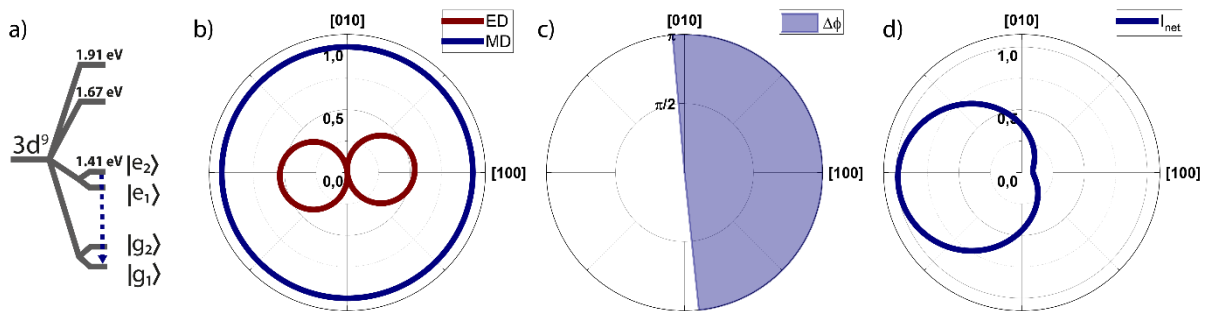 a)
1.91 eV
1.67 eV
3d⁹
1.41 eV
|e₂⟩
|e₁⟩
|g₂⟩
|g₁⟩
b)
[010]
ED
MD
1,0
0,5
0,0
[100]
c)
[010]
Δϕ
π
π/2
[100]
d)
[010]
I_net
1,0
0,5
0,0
[100]